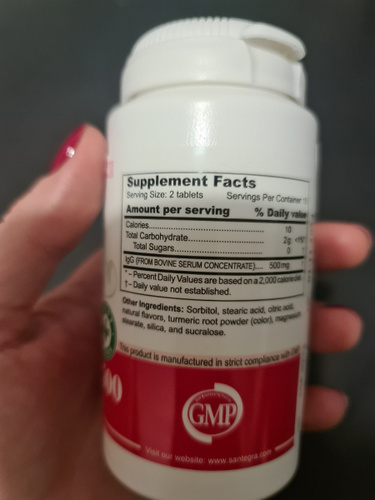 Supplement Facts
Serving Size: 2 tablets Servings Per Container
Amount per serving % Daily value
Calories 10
Total Carbohydrate 2g
Total Sugars 0
IgG (FROM BOVINE SERUM CONCENTRATE) 500 mg
* – Percent Daily Values are based on a 2,000 calorie
† – Daily value not established.
Other Ingredients: Sorbitol, stearic acid, citric acid,
natural flavors, turmeric root powder (color), magnesium
stearate, silica, and sucralose.
This product is manufactured in strict compliance with GMP
GMP
Visit our website: www.santegra.com